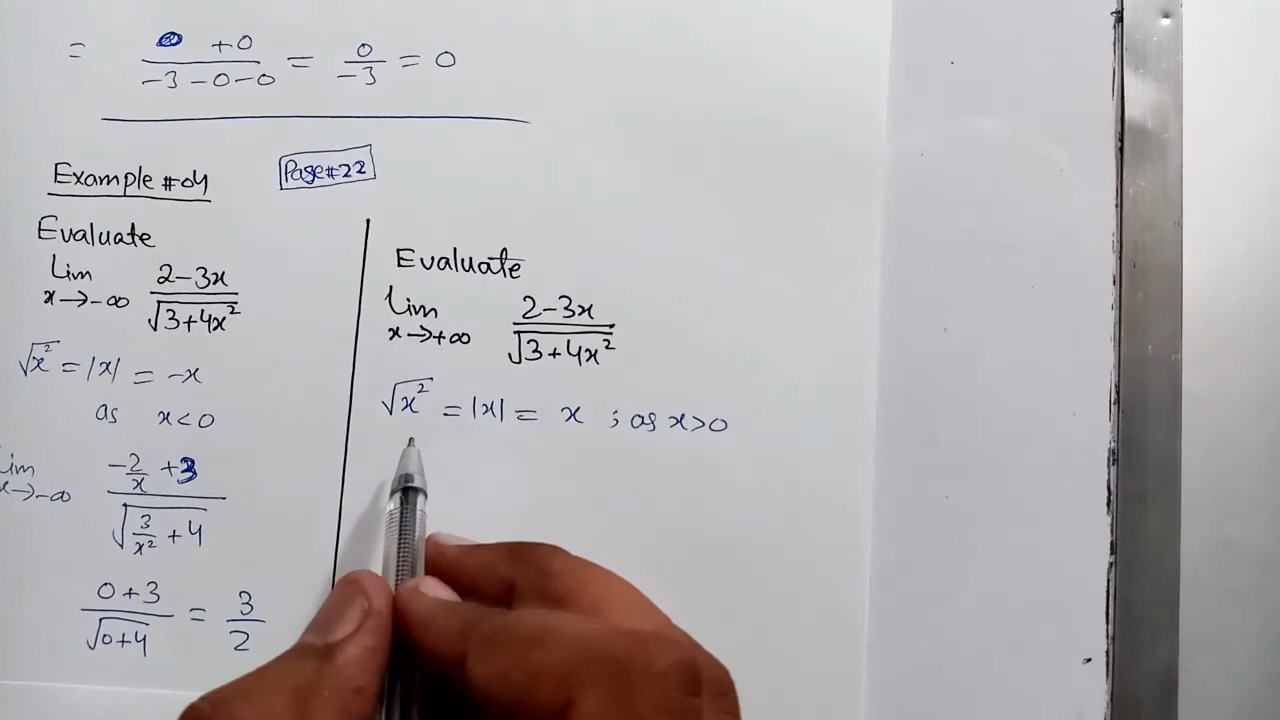 = +0 / -3 -0 -0 = 0 / -3 = 0
Example #04
Page#22
Evaluate
Lim x→-∞ 2-3x / √3+4x²
√x² = |x| = -x
as x<0
Lim x→-∞ -2/x +3 / √3/x² +4
0+3 / √0+4 = 3/2
Evaluate
Lim x→+∞ 2-3x / √3+4x²
√x² = |x| = x ; as x>0